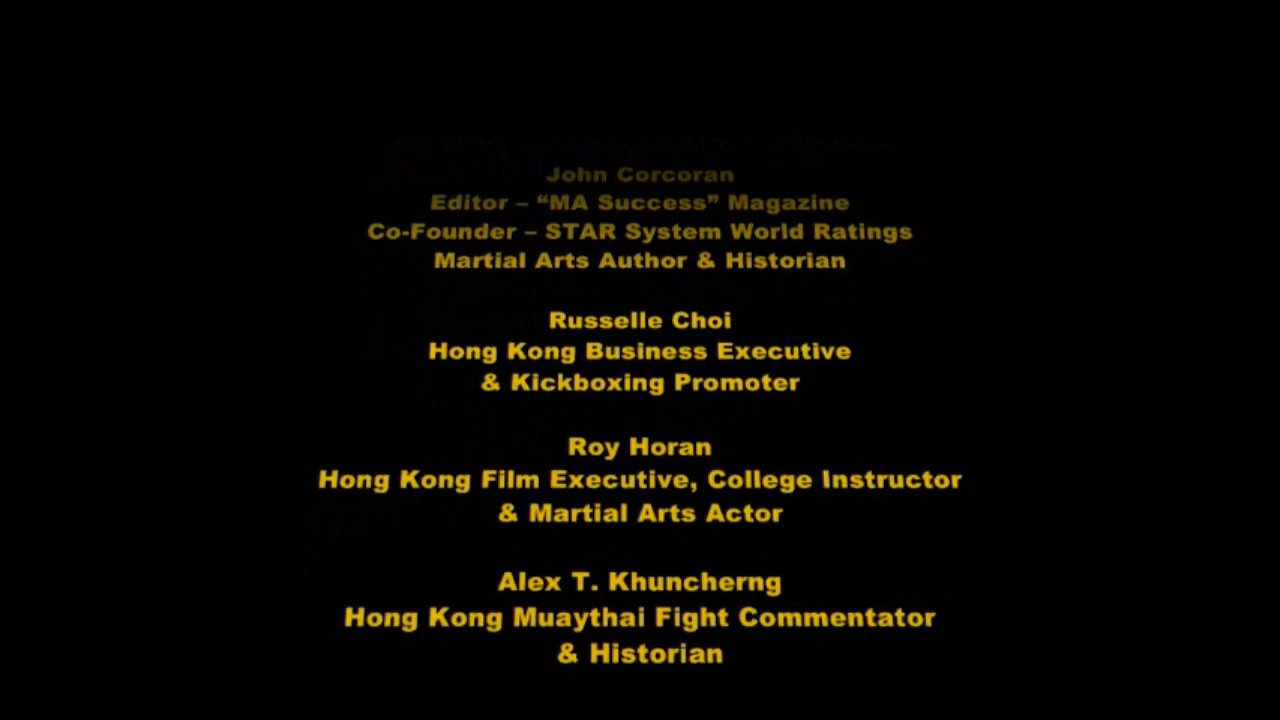 John Corcoran
Editor – “MA Success” Magazine
Co-Founder – STAR System World Ratings
Martial Arts Author & Historian
Russelle Choi
Hong Kong Business Executive
& Kickboxing Promoter
Roy Horan
Hong Kong Film Executive, College Instructor
& Martial Arts Actor
Alex T. Khuncherng
Hong Kong Muaythai Fight Commentator
& Historian